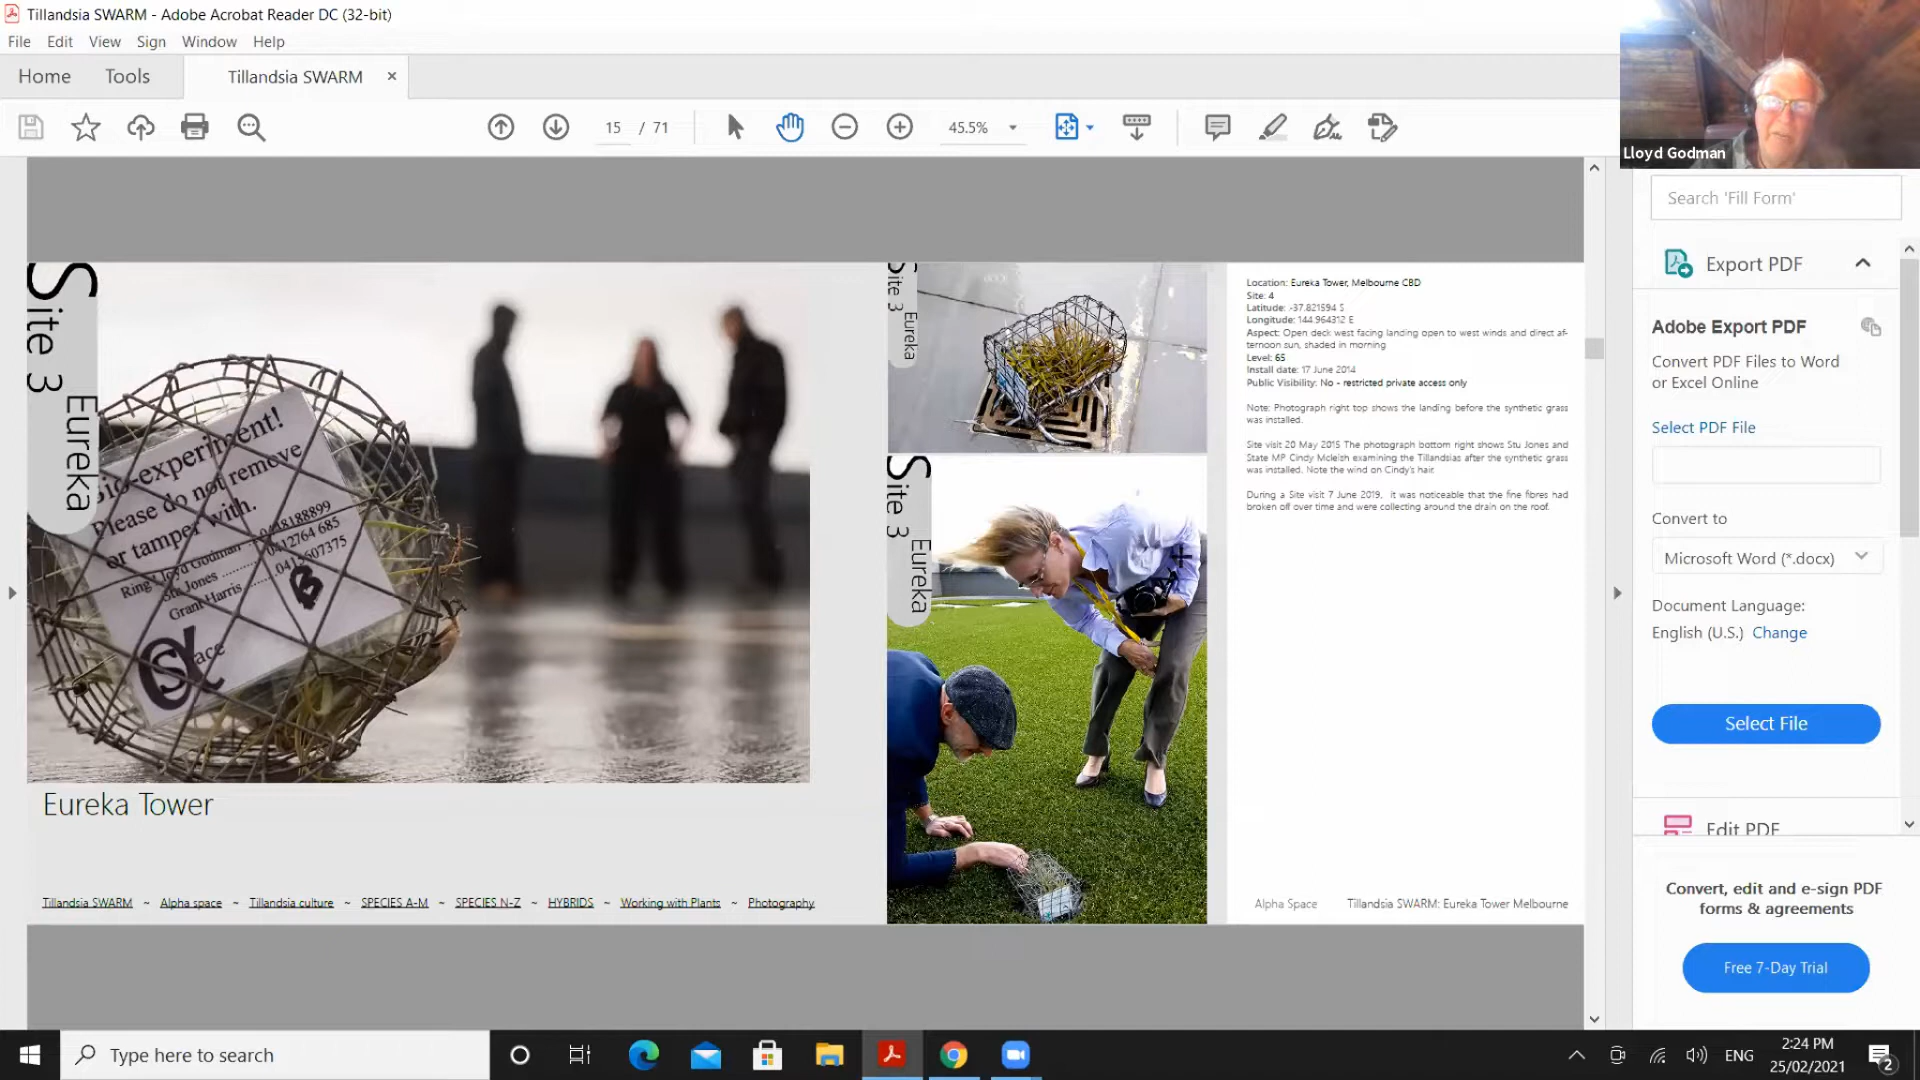 Tillandsia SWARM - Adobe Acrobat Reader DC (32-bit)
File Edit View Sign Window Help
Home Tools Tillandsia SWARM ×
15 / 71 45.5%
Lloyd Godman
Search 'Fill Form'
Export PDF
Adobe Export PDF
Convert PDF Files to Word
or Excel Online
Select PDF File
Convert to
Microsoft Word (*.docx)
Document Language:
English (U.S.) Change
Select File
Edit PDF
Convert, edit and e-sign PDF
forms & agreements
Free 7-Day Trial
Site 3
Eureka
Bio-experiment!
Please do not remove
or tamper with.
Ring Lloyd Godman
Stu Jones .......... 0412764 685
Grant Harris
B
Eureka Tower
Tillandsia SWARM ~ Alpha space ~ Tillandsia culture ~ SPECIES A-M ~ SPECIES N-Z ~ HYBRIDS ~ Working with Plants ~ Photography
Site 3
Eureka
Site 3
Eureka
Location: Eureka Tower, Melbourne CBD
Site: 4
Latitude: -37.821594 S
Longitude: 144.964312 E
Aspect: Open deck west facing landing open to west winds and direct af-
ternoon sun, shaded in morning
Level: 65
Install date: 17 June 2014
Public Visibility: No - restricted private access only
Note: Photograph right top shows the landing before the synthetic grass
was installed.
Site visit 20 May 2015 The photograph bottom right shows Stu Jones and
State MP Cindy Mcleish examining the Tillandsias after the synthetic grass
was installed. Note the wind on Cindy's hair.
During a Site visit 7 June 2019, it was noticeable that the fine fibres had
broken off over time and were collecting around the drain on the roof.
Alpha Space Tillandsia SWARM: Eureka Tower Melbourne
Type here to search
ENG
2:24 PM
25/02/2021
2